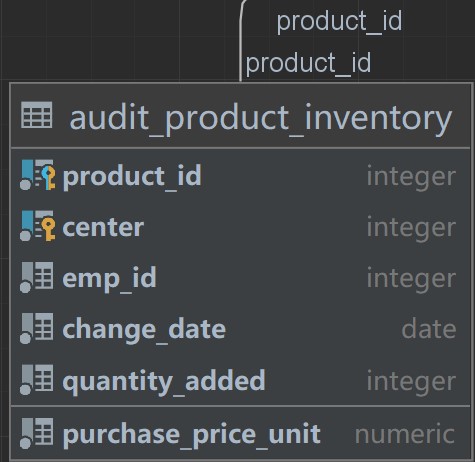 product_id
product_id
audit_product_inventory
product_id integer
center integer
emp_id integer
change_date date
quantity_added integer
purchase_price_unit numeric